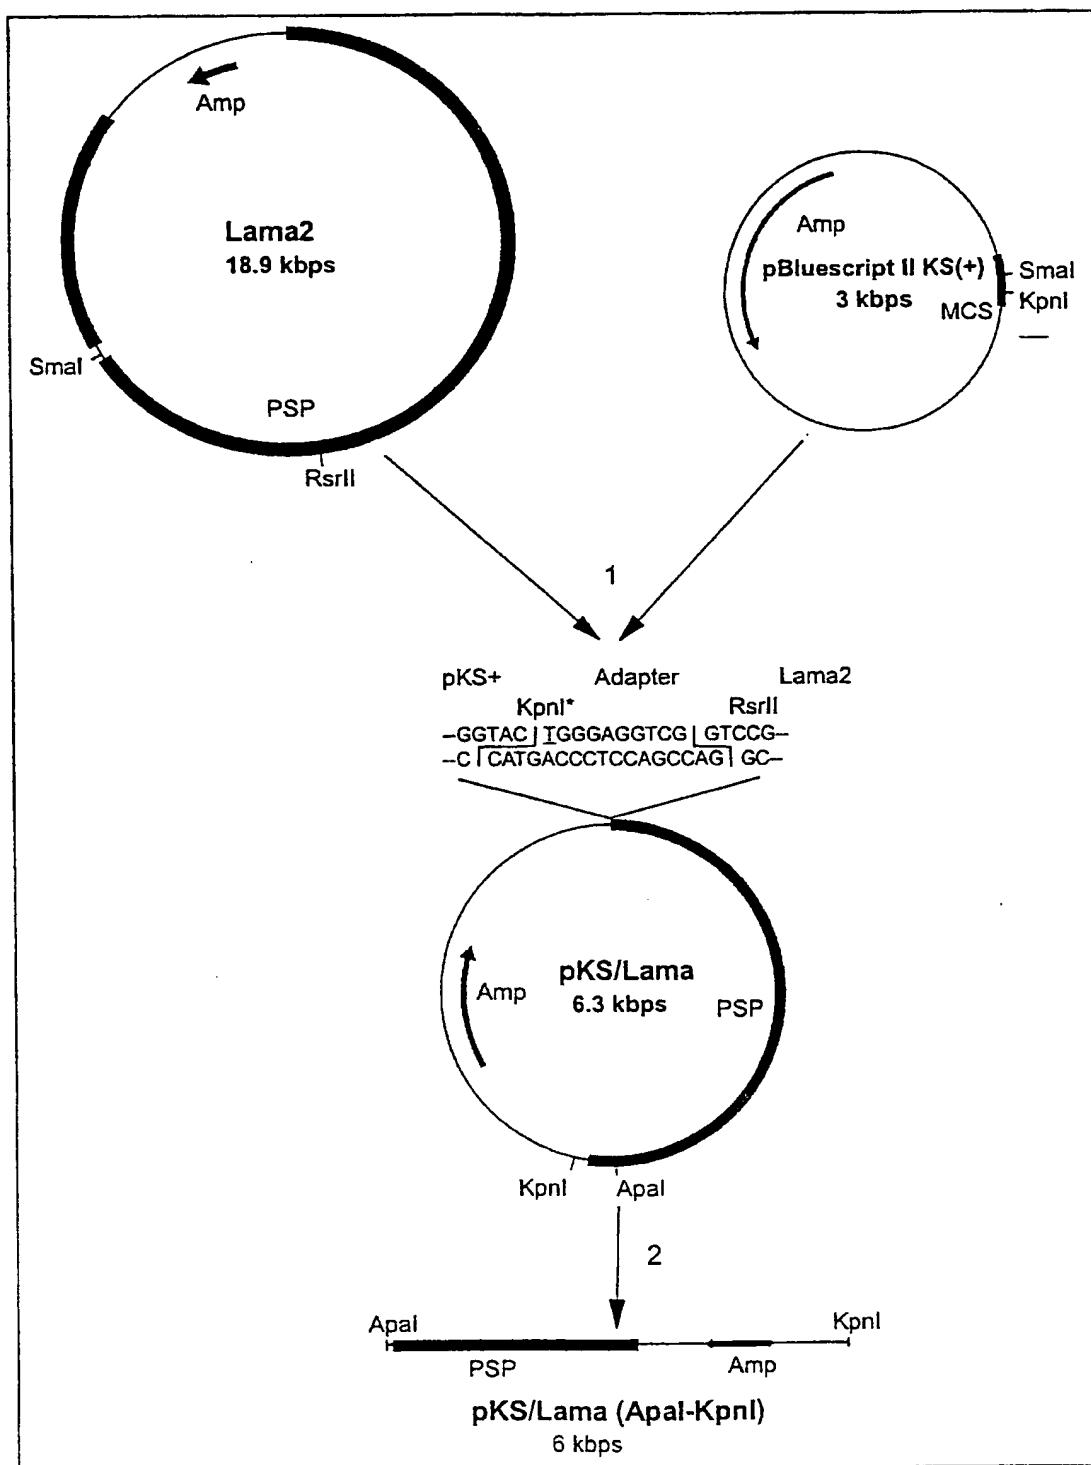 Amp
Lama2
18.9 kbps
SmaI
PSP
RsrII
Amp
pBluescript II KS(+)
3 kbps
SmaI
KpnI
MCS
1
pKS+ Adapter Lama2
KpnI* RsrII
–GGTAC TGGGAGGTCG GTCCG–
–C CATGACCCTCCAGCCAG GC–
pKS/Lama
6.3 kbps
Amp
PSP
KpnI ApaI
2
ApaI KpnI
PSP Amp
pKS/Lama (ApaI-KpnI)
6 kbps